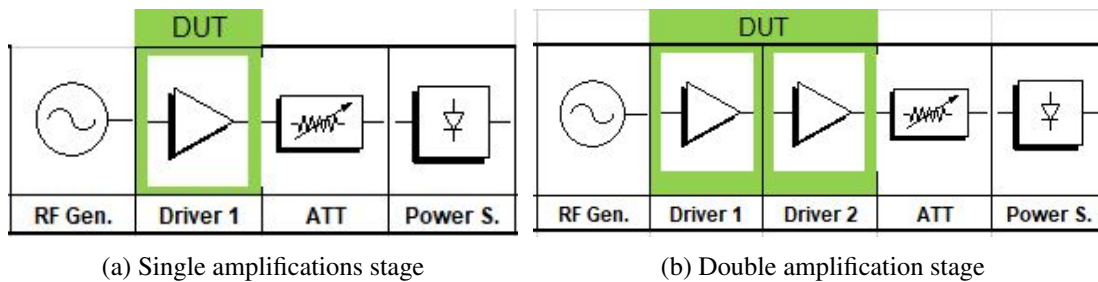 DUT
RF Gen. Driver 1 ATT Power S.
(a) Single amplifications stage
DUT
RF Gen. Driver 1 Driver 2 ATT Power S.
(b) Double amplification stage